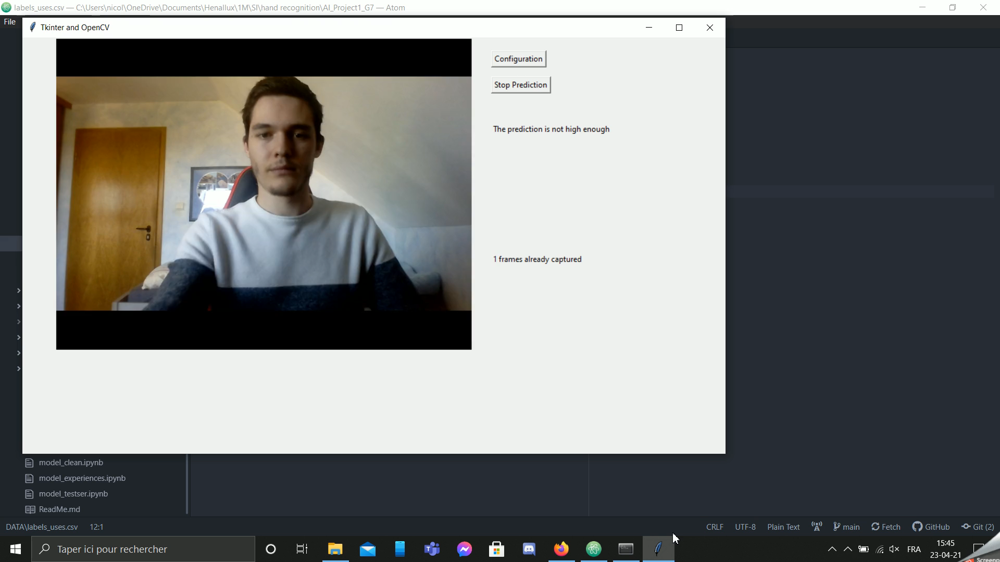 labels_uses.csv — C:\Users\nicol\OneDrive\Documents\Henallux\1M\SI\hand recognition\AI_Project1_G7 — Atom
File
Tkinter and OpenCV
Configuration
Stop Prediction
The prediction is not high enough
1 frames already captured
model_clean.ipynb
model_experiences.ipynb
model_testser.ipynb
ReadMe.md
DATA\labels_uses.csv 12:1 CRLF UTF-8 Plain Text main Fetch GitHub Git (2)
Taper ici pour rechercher
FRA
15:45
23-04-21